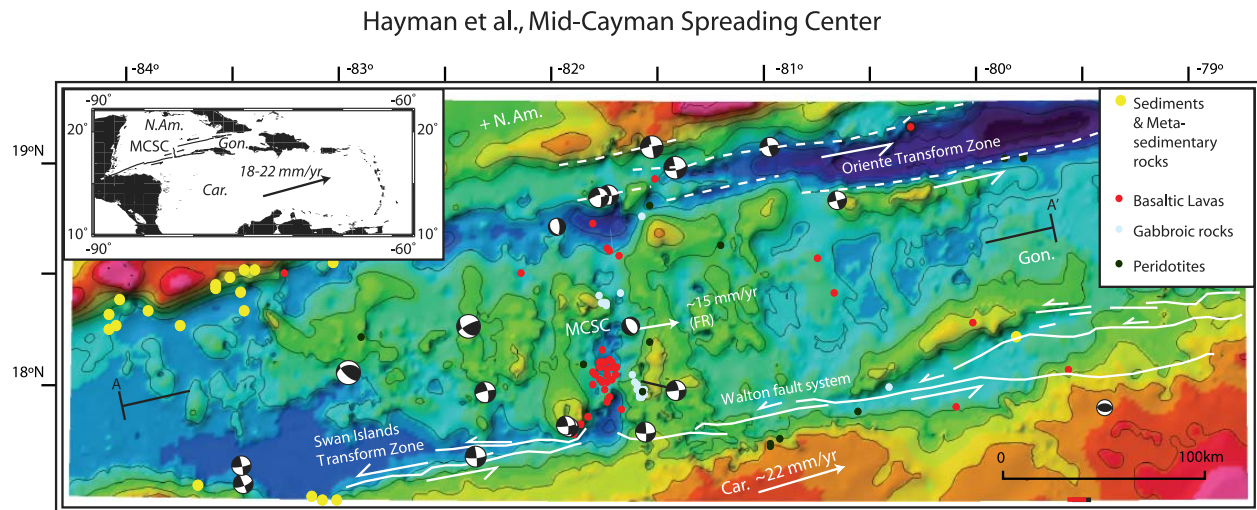 Hayman et al., Mid-Cayman Spreading Center
-84° -83° -82° -81° -80° -79°
-90° -60°
20° 20°
N.Am.
MCSC
Gon.
18-22 mm/yr
Car.
10° 10°
-90° -60°
19°N
18°N
+ N. Am.
Oriente Transform Zone
A'
Gon.
~15 mm/yr
(FR)
MCSC
A
Walton fault system
Swan Islands
Transform Zone
Car. ~22 mm/yr
0 100km
Sediments
& Meta-
sedimentary
rocks
Basaltic Lavas
Gabbroic rocks
Peridotites